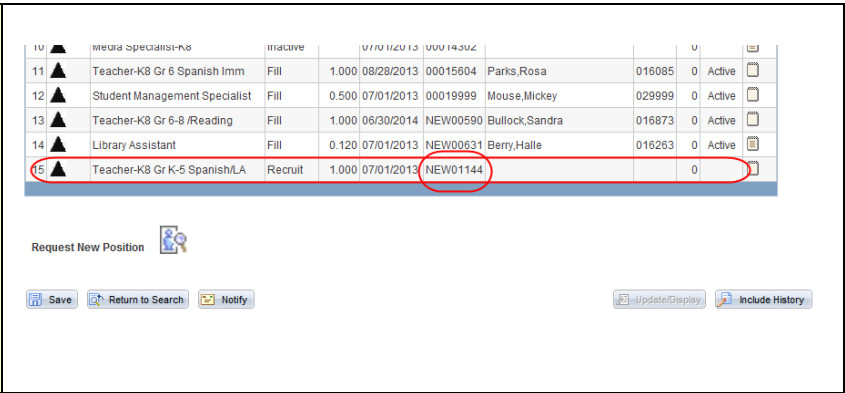 10 Media Specialist-K8 Inactive 07/01/2013 00014302 0
11 Teacher-K8 Gr 6 Spanish Imm Fill 1.000 08/28/2013 00015604 Parks,Rosa 016085 0 Active
12 Student Management Specialist Fill 0.500 07/01/2013 00019999 Mouse,Mickey 029999 0 Active
13 Teacher-K8 Gr 6-8 /Reading Fill 1.000 06/30/2014 NEW00590 Bullock,Sandra 016873 0 Active
14 Library Assistant Fill 0.120 07/01/2013 NEW00631 Berry,Halle 016263 0 Active
15 Teacher-K8 Gr K-5 Spanish/LA Recruit 1.000 07/01/2013 NEW01144 0
Request New Position
Save Return to Search Notify Update/Display Include History